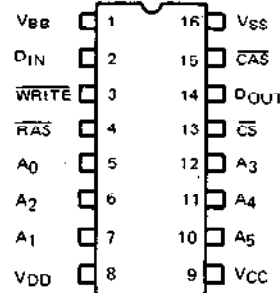 VBB 1 16 VSS
DIN 2 15 CAS
WRITE 3 14 DOUT
RAS 4 13 CS
A0 5 12 A3
A2 6 11 A4
A1 7 10 A5
VDD 8 9 VCC